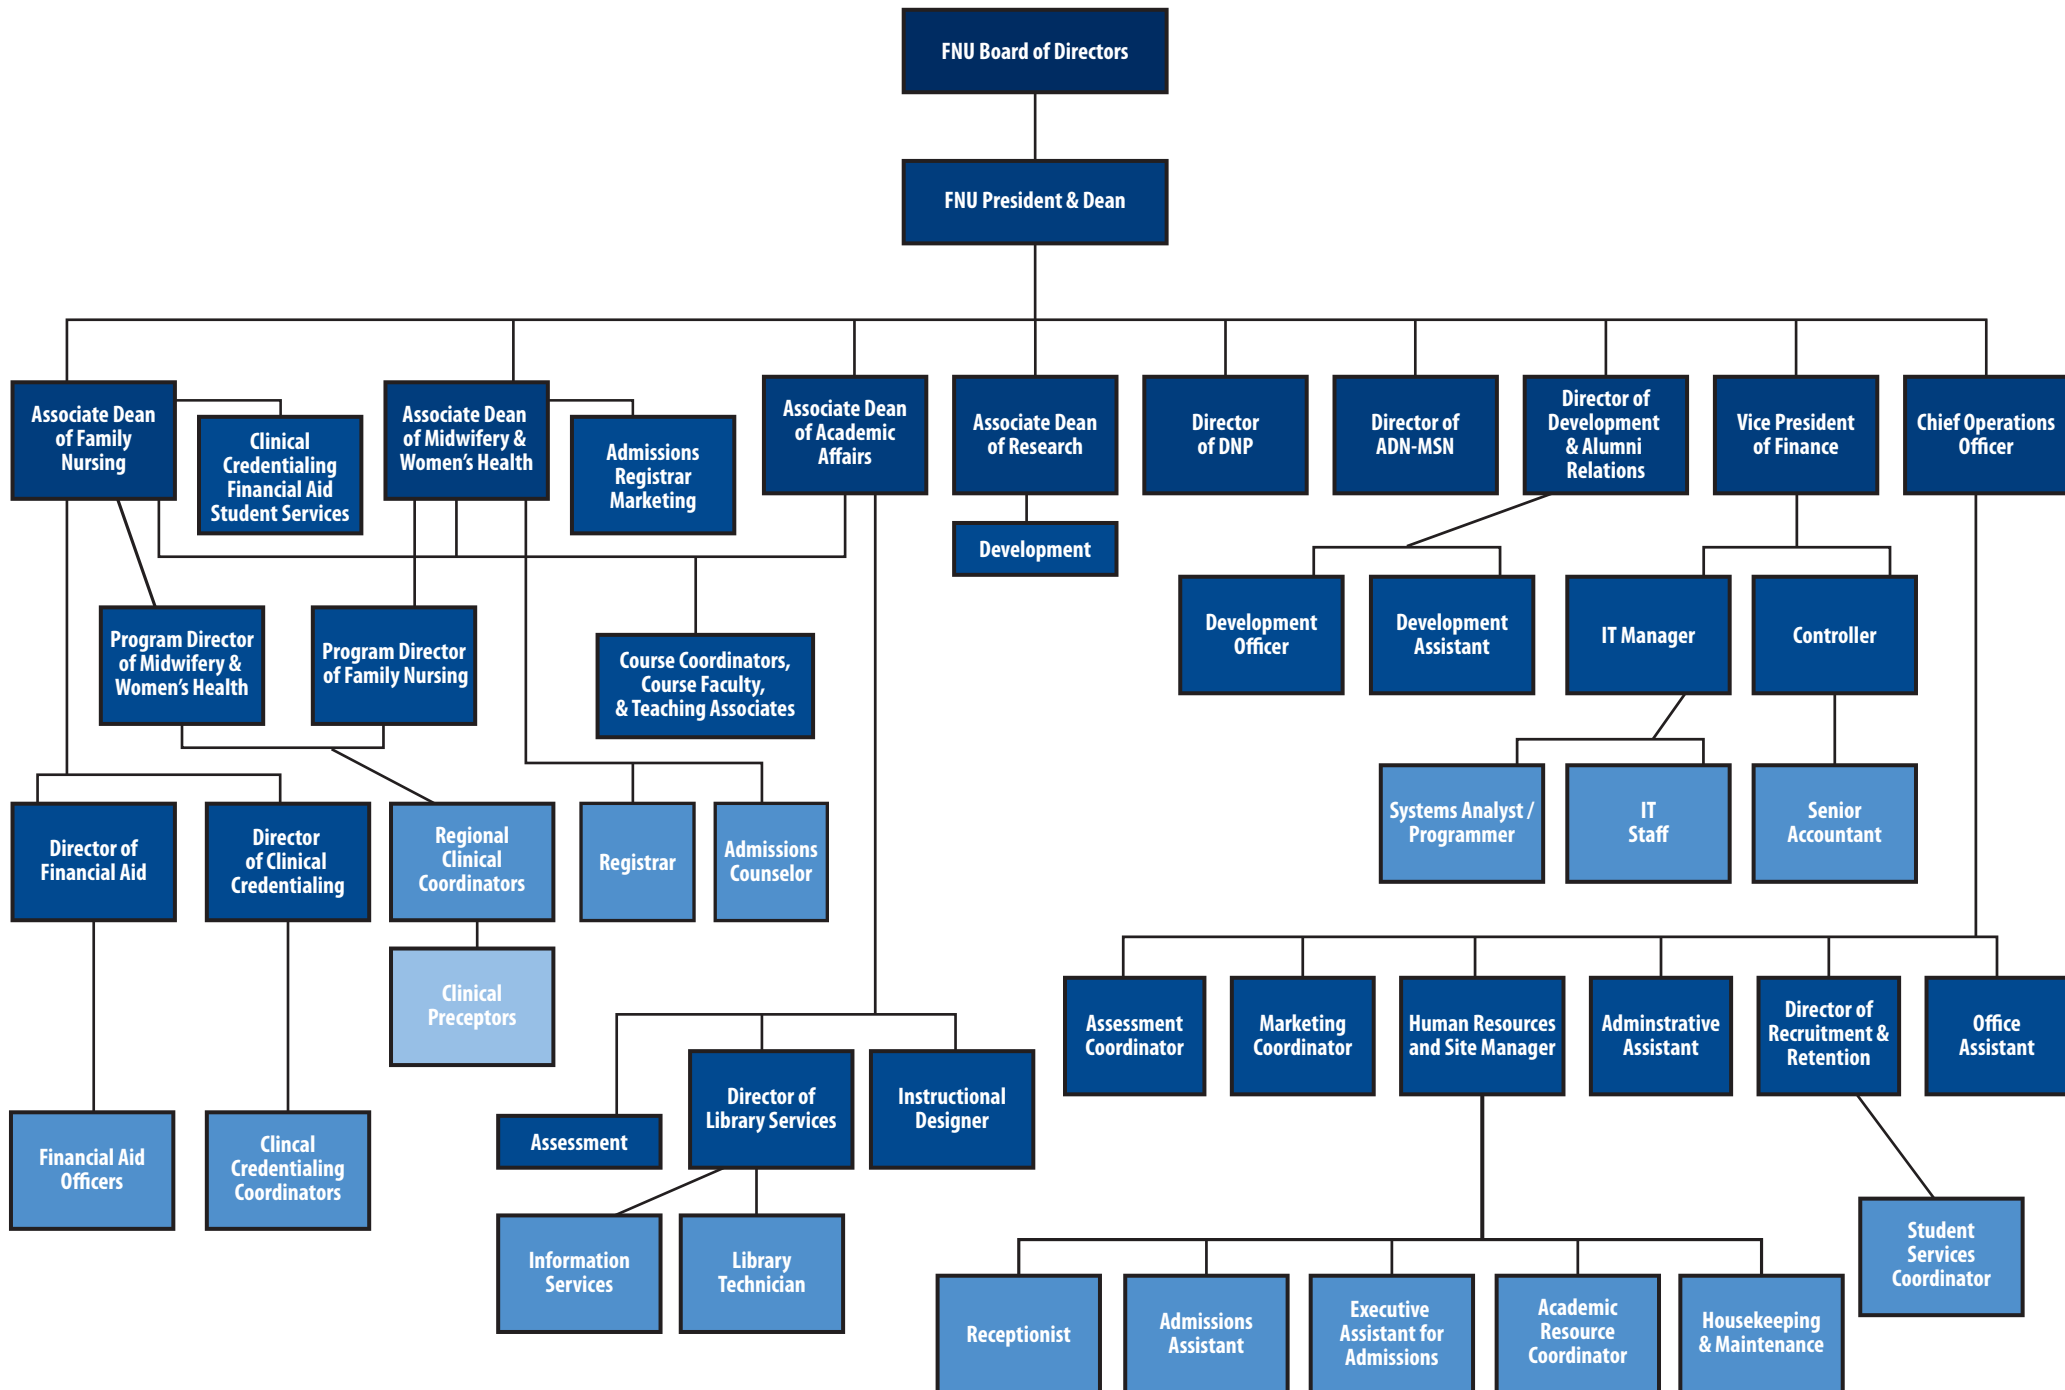 FNU Board of Directors
FNU President & Dean
Associate Dean
of Family
Nursing
Clinical
Credentialing
Financial Aid
Student Services
Associate Dean
of Midwifery &
Women's Health
Admissions
Registrar
Marketing
Associate Dean
of Academic
Affairs
Associate Dean
of Research
Director
of DNP
Director of
ADN-MSN
Director of
Development
& Alumni
Relations
Vice President
of Finance
Chief Operations
Officer
Development
Program Director
of Midwifery &
Women's Health
Program Director
of Family Nursing
Course Coordinators,
Course Faculty,
& Teaching Associates
Development
Officer
Development
Assistant
IT Manager
Controller
Director of
Financial Aid
Director
of Clinical
Credentialing
Regional
Clinical
Coordinators
Registrar
Admissions
Counselor
Systems Analyst /
Programmer
IT
Staff
Senior
Accountant
Clinical
Preceptors
Assessment
Coordinator
Marketing
Coordinator
Human Resources
and Site Manager
Adminstrative
Assistant
Director of
Recruitment &
Retention
Office
Assistant
Financial Aid
Officers
Clincal
Credentialing
Coordinators
Assessment
Director of
Library Services
Instructional
Designer
Information
Services
Library
Technician
Student
Services
Coordinator
Receptionist
Admissions
Assistant
Executive
Assistant for
Admissions
Academic
Resource
Coordinator
Housekeeping
& Maintenance